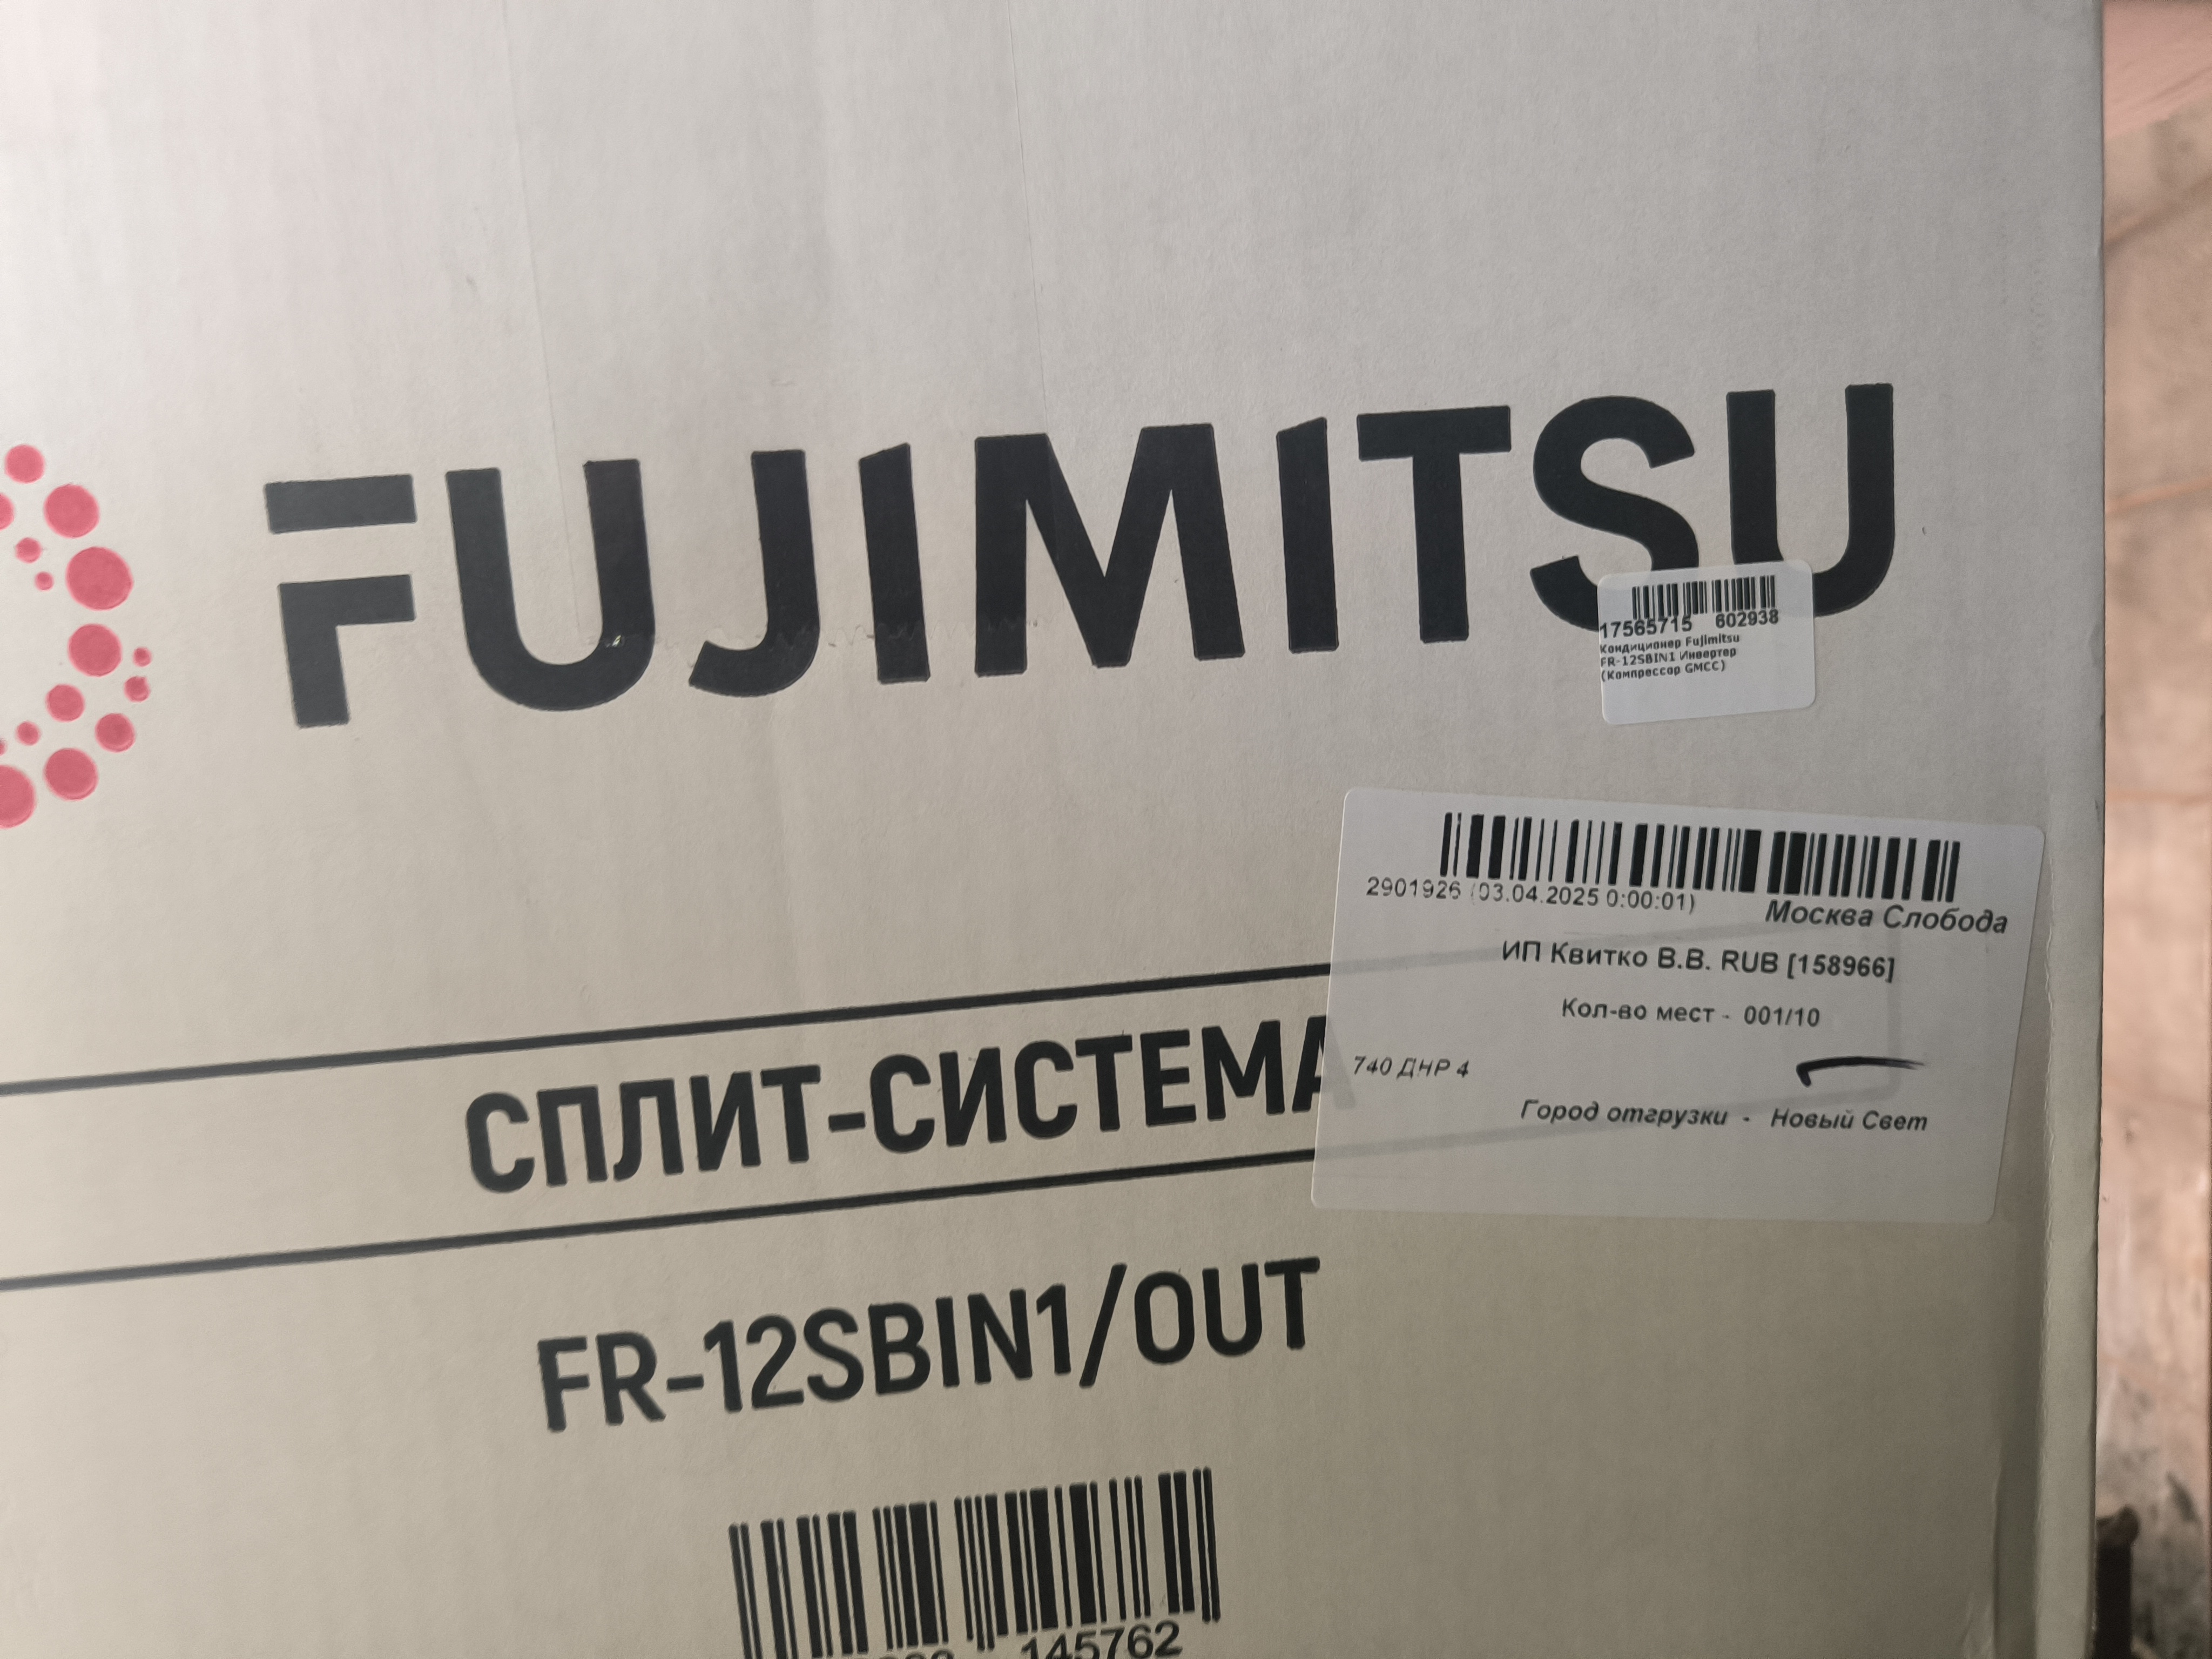 FUJIMITSU
17565715 602938
Кондиционер Fujimitsu
FR-12SBIN1 Инвертор
(Компрессор GMCC)
2901926 (03.04.2025 0:00:01)
Москва Слобода
ИП Квитко В.В. RUB [158966]
Кол-во мест - 001/10
740 ДНР 4
Город отгрузки - Новый Свет
СПЛИТ-СИСТЕМА
FR-12SBIN1/OUT
145762